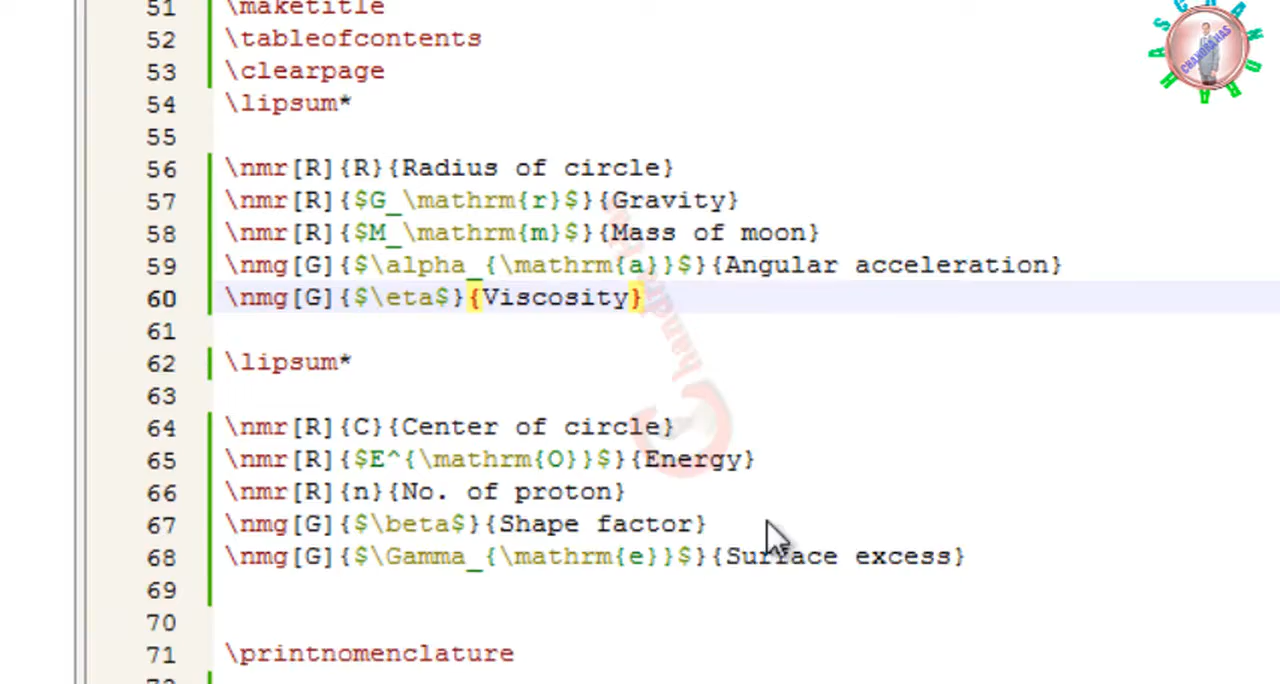 51 \maketitle
52 \tableofcontents
53 \clearpage
54 \lipsum*
55
56 \nmr[R]{R}{Radius of circle}
57 \nmr[R]{$G_\mathrm{r}$}{Gravity}
58 \nmr[R]{$M_\mathrm{m}$}{Mass of moon}
59 \nmg[G]{$\alpha_{\mathrm{a}}$}{Angular acceleration}
60 \nmg[G]{$\eta$}{Viscosity}
61
62 \lipsum*
63
64 \nmr[R]{C}{Center of circle}
65 \nmr[R]{$E^{\mathrm{O}}$}{Energy}
66 \nmr[R]{n}{No. of proton}
67 \nmg[G]{$\beta$}{Shape factor}
68 \nmg[G]{$\Gamma_{\mathrm{e}}$}{Surface excess}
69
70
71 \printnomenclature
CHANDRAHAS
CHANDRAHAS